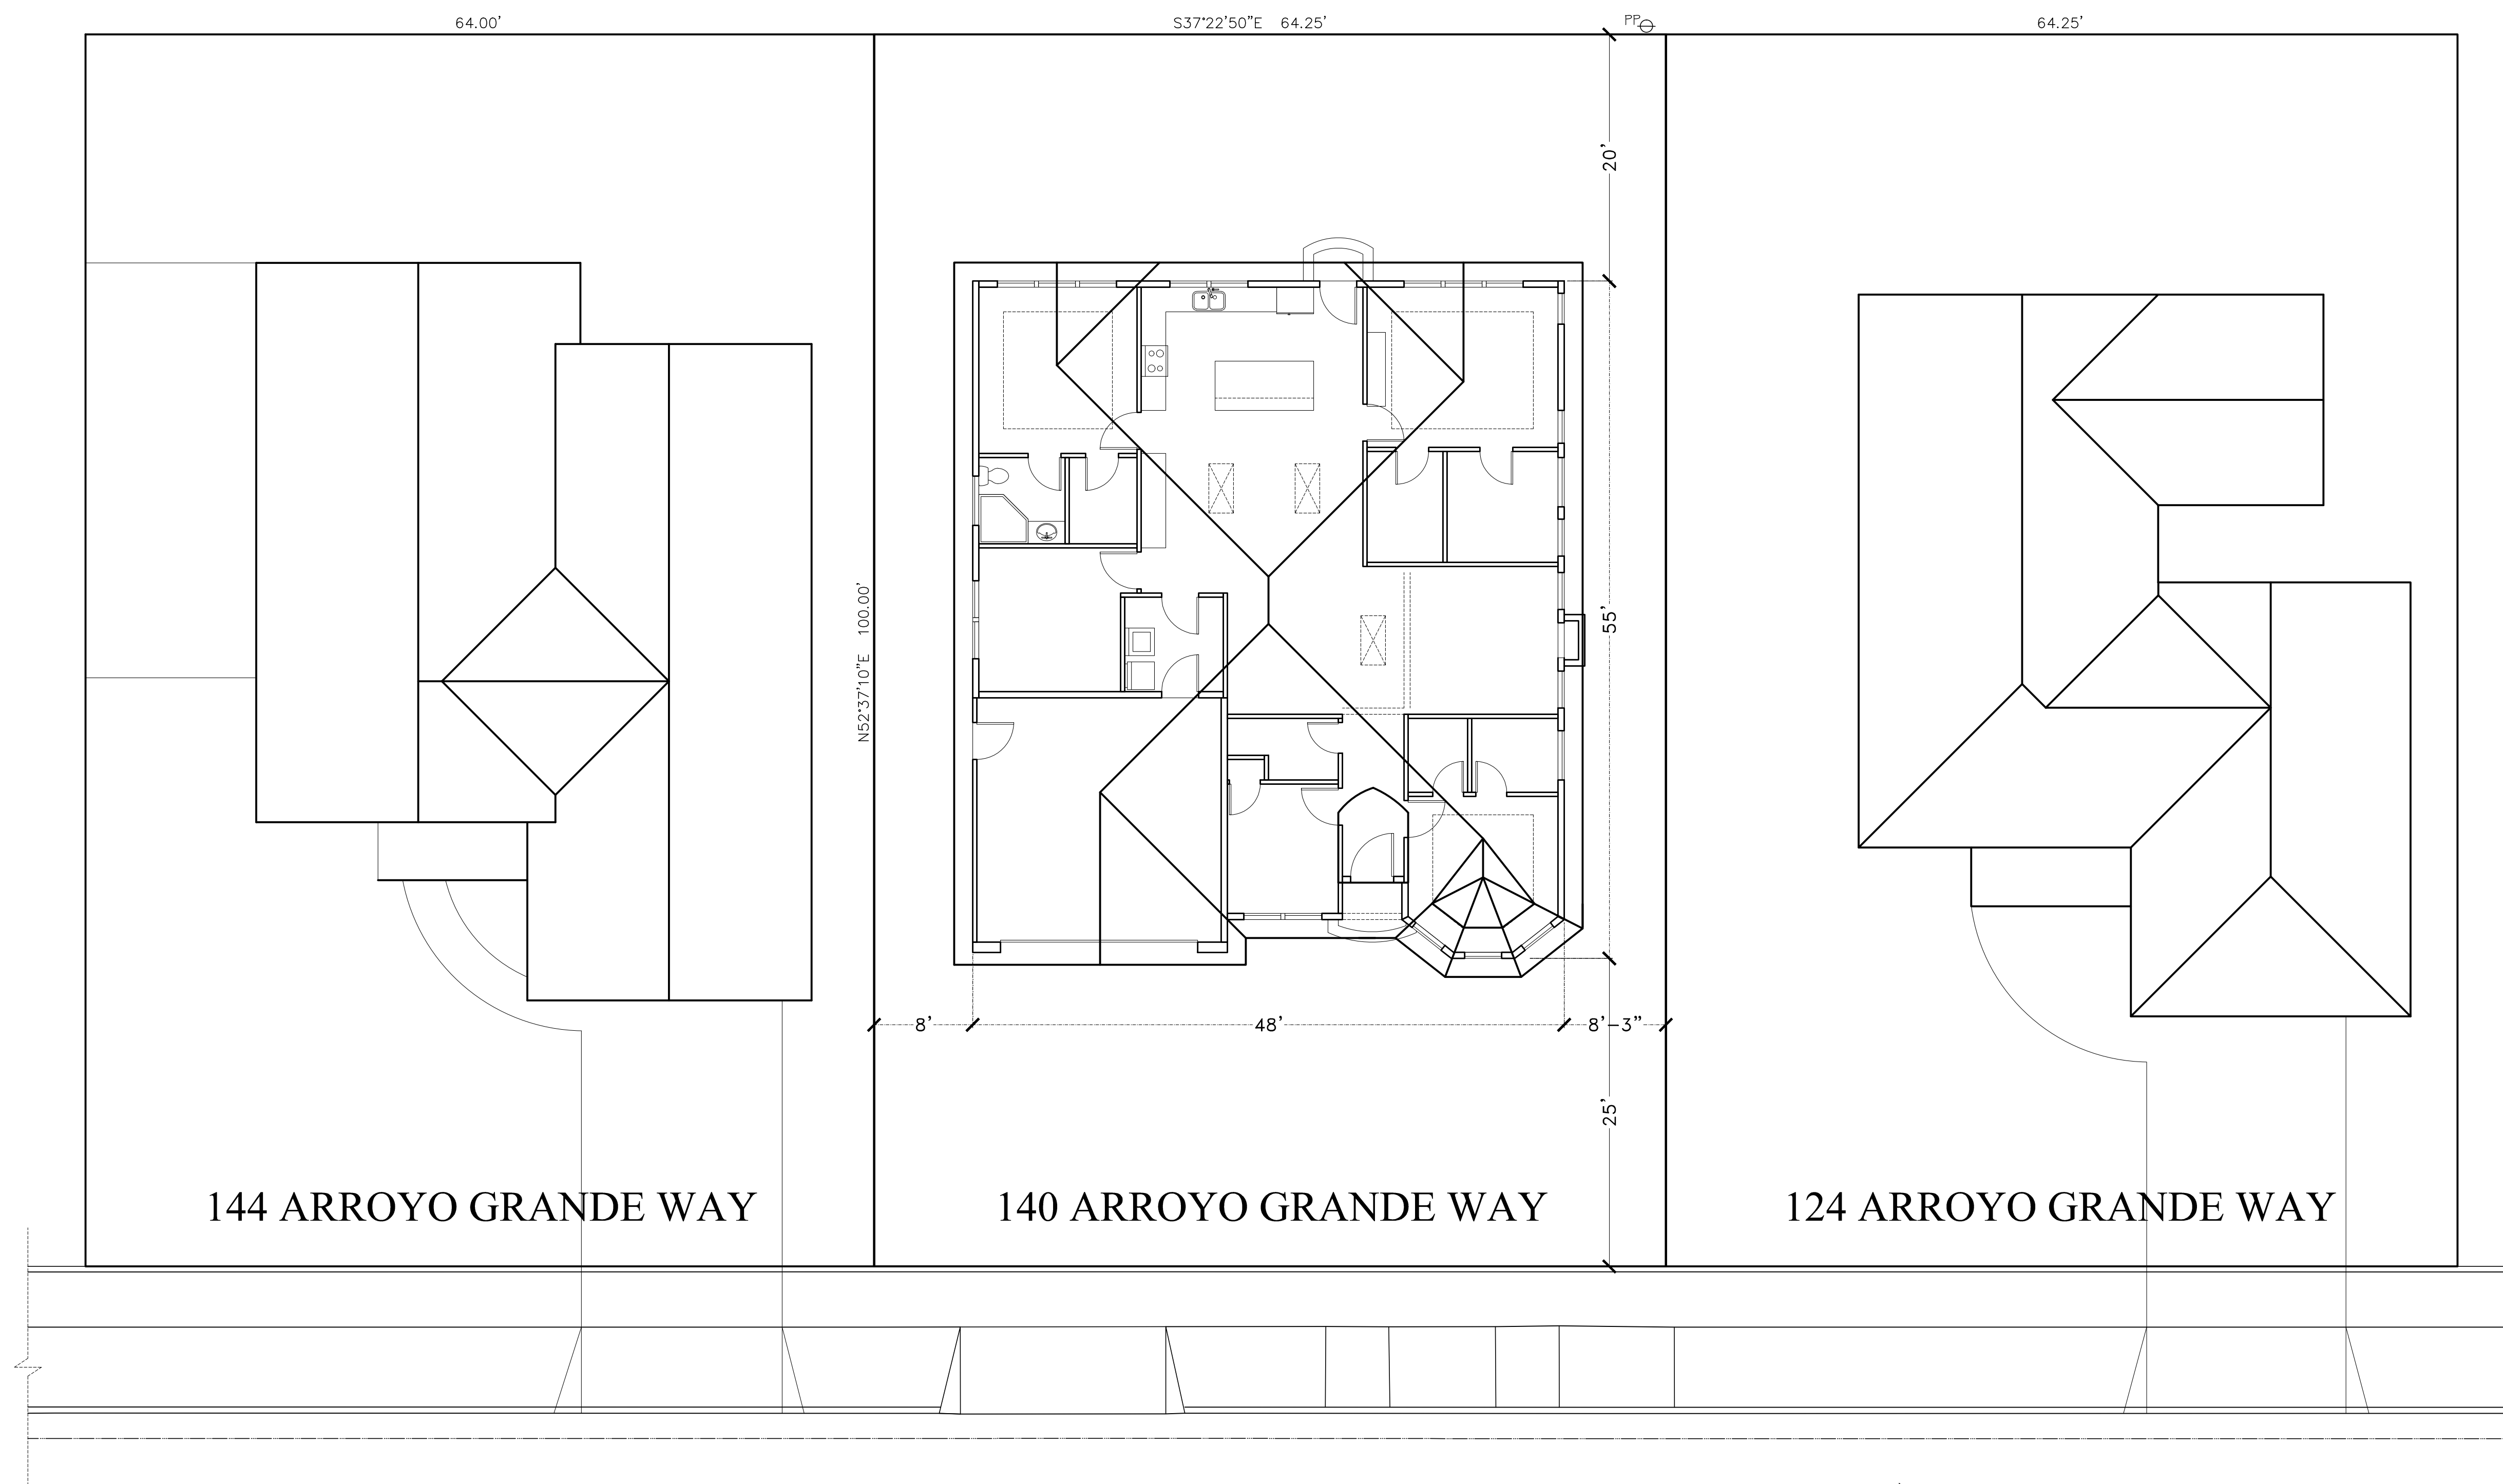 64.00'
S37°22'50"E 64.25'
PP
64.25'
20'
N52°37'10"E 100.00'
55'
8'
48'
8'-3"
25'
144 ARROYO GRANDE WAY
140 ARROYO GRANDE WAY
124 ARROYO GRANDE WAY